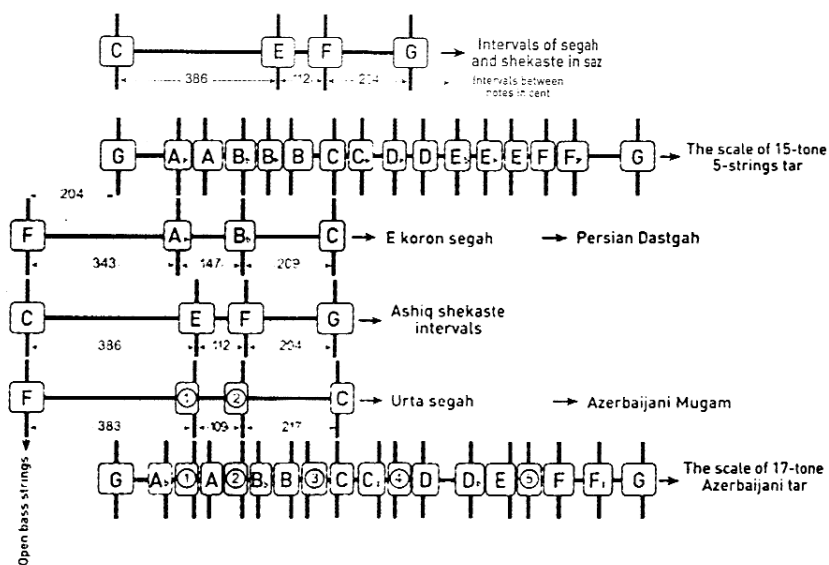 C E F G
Intervals of segah
and shekaste in saz
386 112 204
Intervals between
notes in cent
G A♭ A B♭ B B C C D♭ D E♭ E E F F G
The scale of 15-tone
5-strings tar
204
F A B♭ C
E koron segah
Persian Dastgah
343 147 209
C E F G
Ashiq shekaste
intervals
386 112 204
F 1 2 C
Urta segah
Azerbaijani Mugam
383 109 217
G A♭ 1 A 2 B♭ B 3 C C 4 D D♭ E 5 F F G
The scale of 17-tone
Azerbaijani tar
Open bass strings